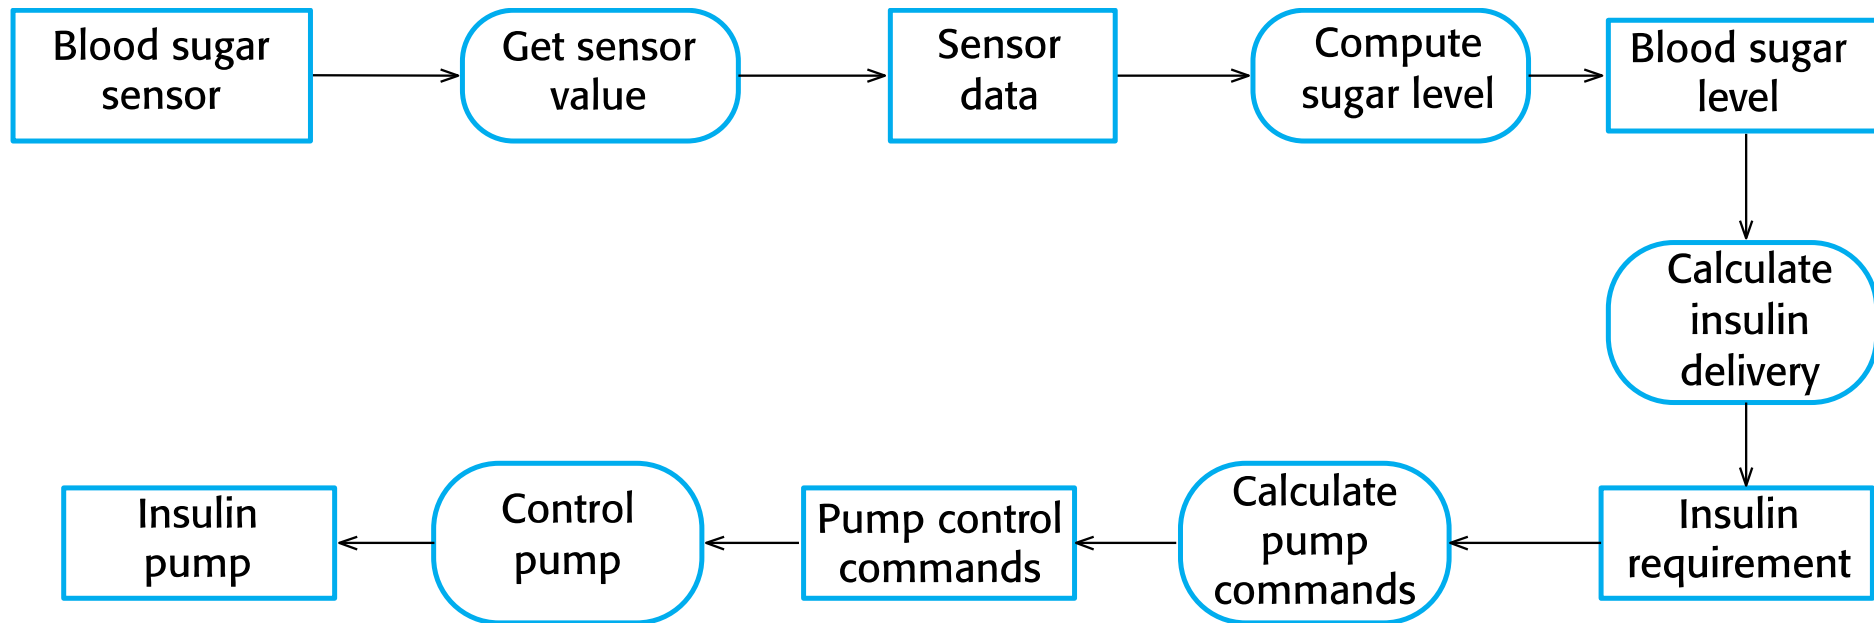 Blood sugar
sensor
Get sensor
value
Sensor
data
Compute
sugar level
Blood sugar
level
Calculate
insulin
delivery
Insulin
requirement
Calculate
pump
commands
Pump control
commands
Control
pump
Insulin
pump